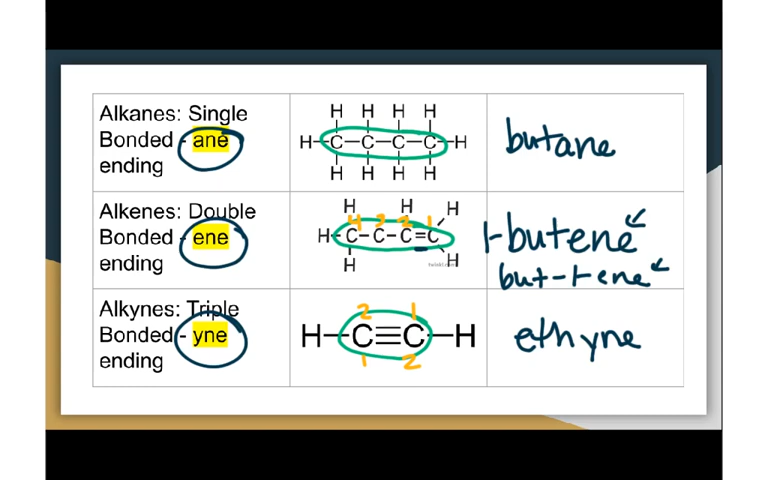 Alkanes: Single
Bonded - ane
ending
H H H H
H-C-C-C-C-H
H H H H
butane
Alkenes: Double
Bonded - ene
ending
H H H
4 3 2 1
H-C-C-C=C
H H
1-butene
but-1-ene
Alkynes: Triple
Bonded - yne
ending
2 1
H-C≡C-H
1 2
ethyne